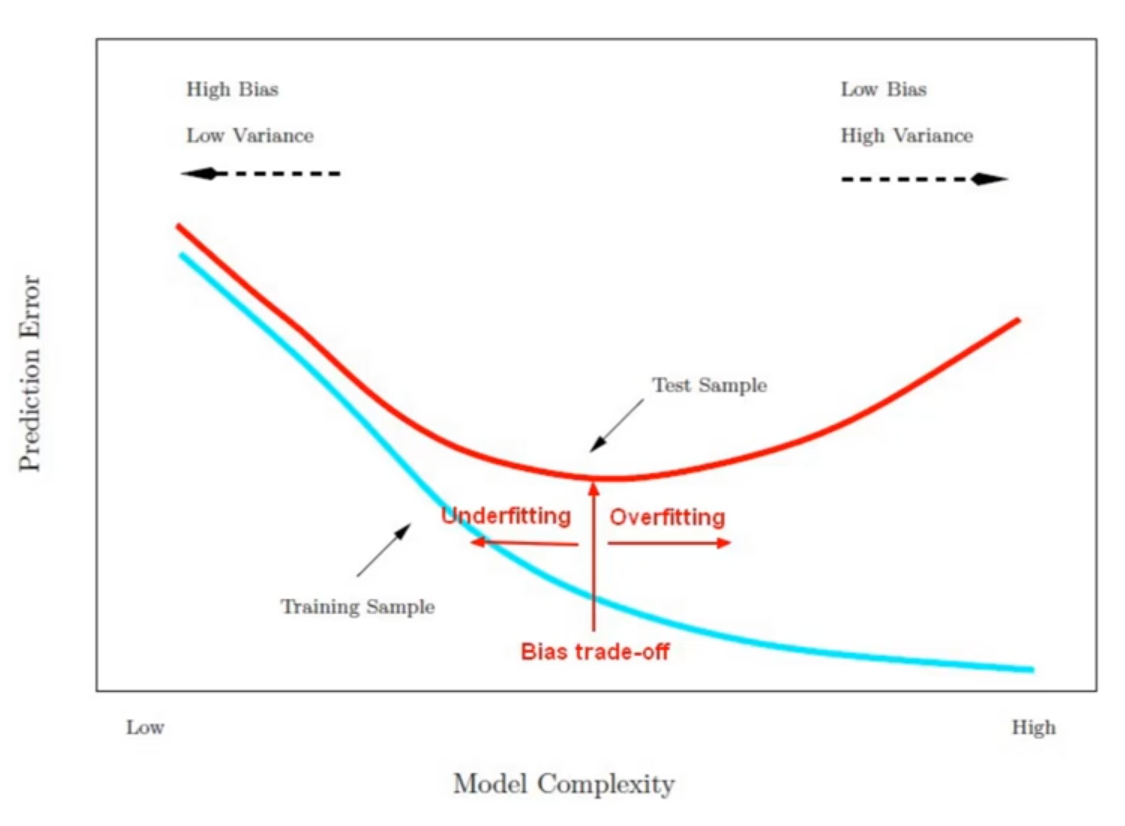 High Bias
Low Variance
Low Bias
High Variance
Prediction Error
Test Sample
Underfitting
Overfitting
Training Sample
Bias trade-off
Low
High
Model Complexity